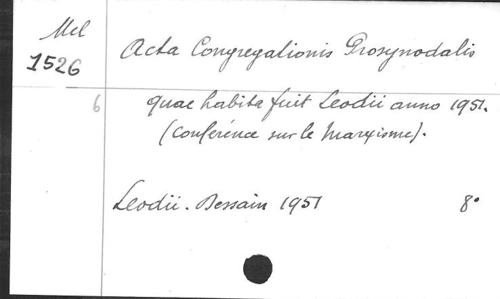 Mel
1526
6
Acta Congregationis Prosynodalis
quae habita fuit Leodii anno 1951.
(Conférence sur le Marxisme).
Leodii. Dessain 1951 8°